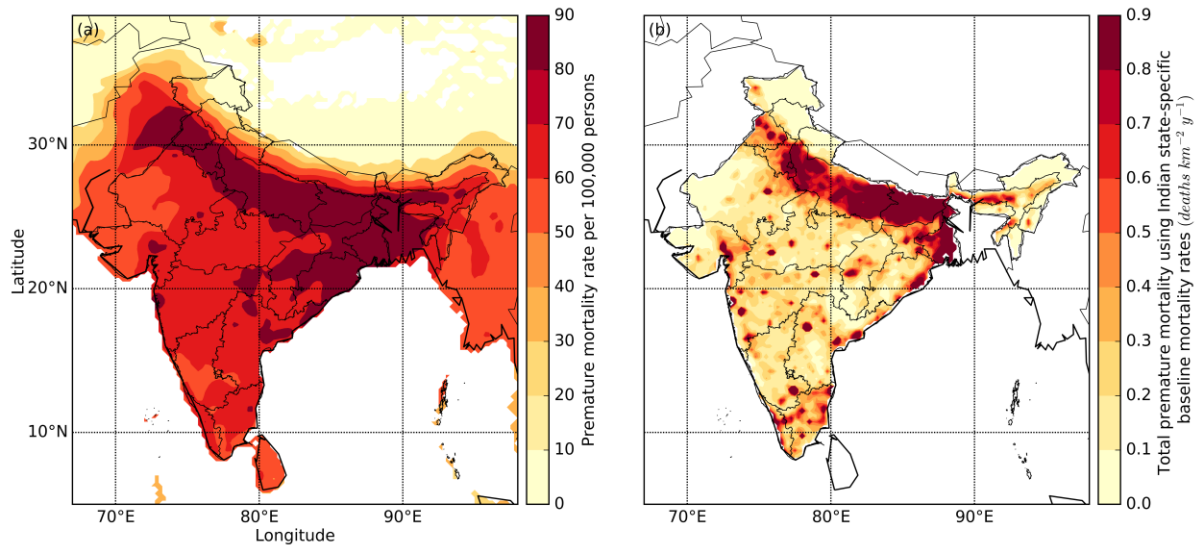 (a)
30°N
20°N
10°N
Latitude
70°E
80°E
90°E
Longitude
90
80
70
60
50
40
30
20
10
0
Premature mortality rate per 100,000 persons
(b)
70°E
80°E
90°E
0.9
0.8
0.7
0.6
0.5
0.4
0.3
0.2
0.1
0.0
Total premature mortality using Indian state-specific
baseline mortality rates (deaths km⁻² y⁻¹)